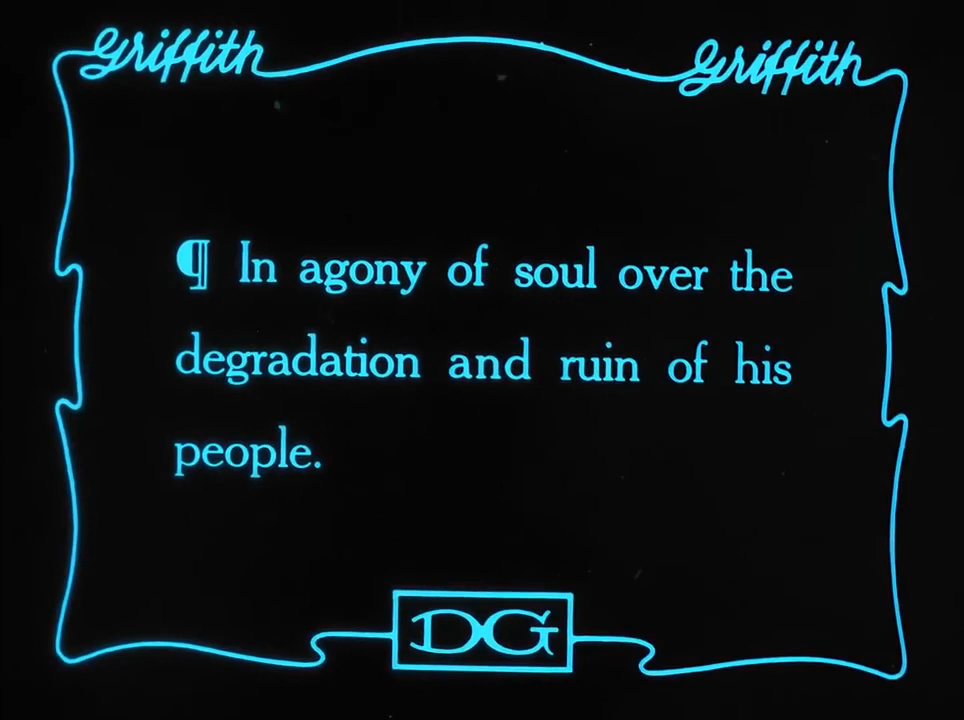 Griffith Griffith
¶ In agony of soul over the
degradation and ruin of his
people.
DG